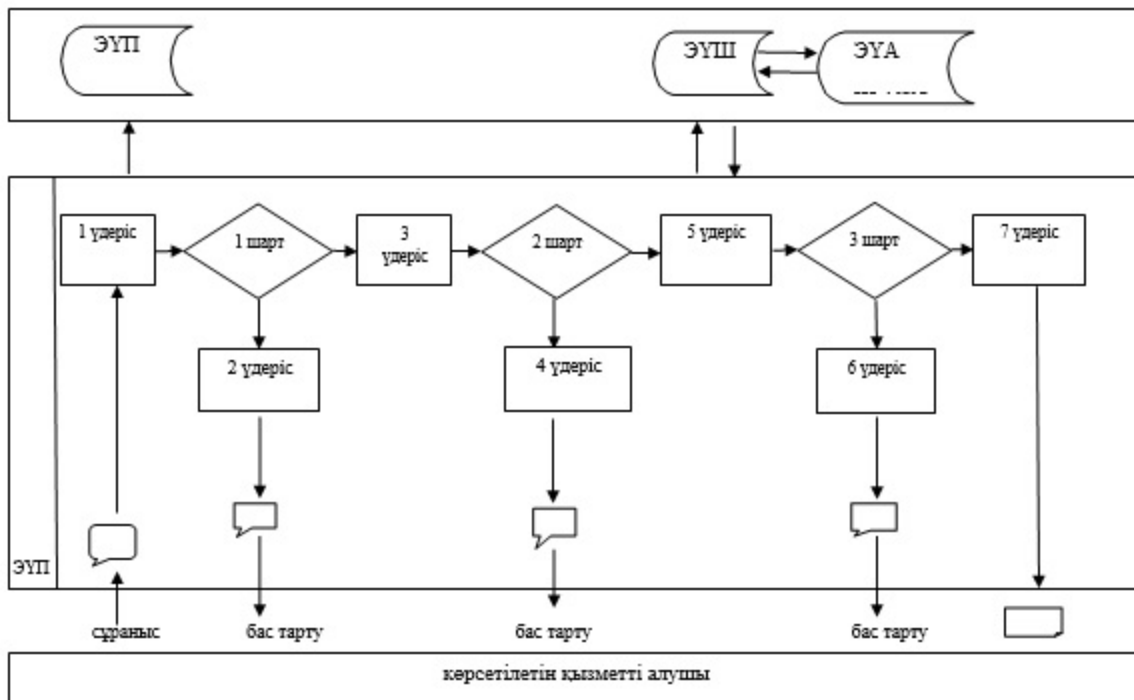 ЭҮП
ЭҮШ
ЭҮА
1 үдеріс
1 шарт
3
үдеріс
2 шарт
5 үдеріс
3 шарт
7 үдеріс
2 үдеріс
4 үдеріс
6 үдеріс
ЭҮП
сұраныс
бас тарту
бас тарту
бас тарту
көрсетілетін қызметті алушы